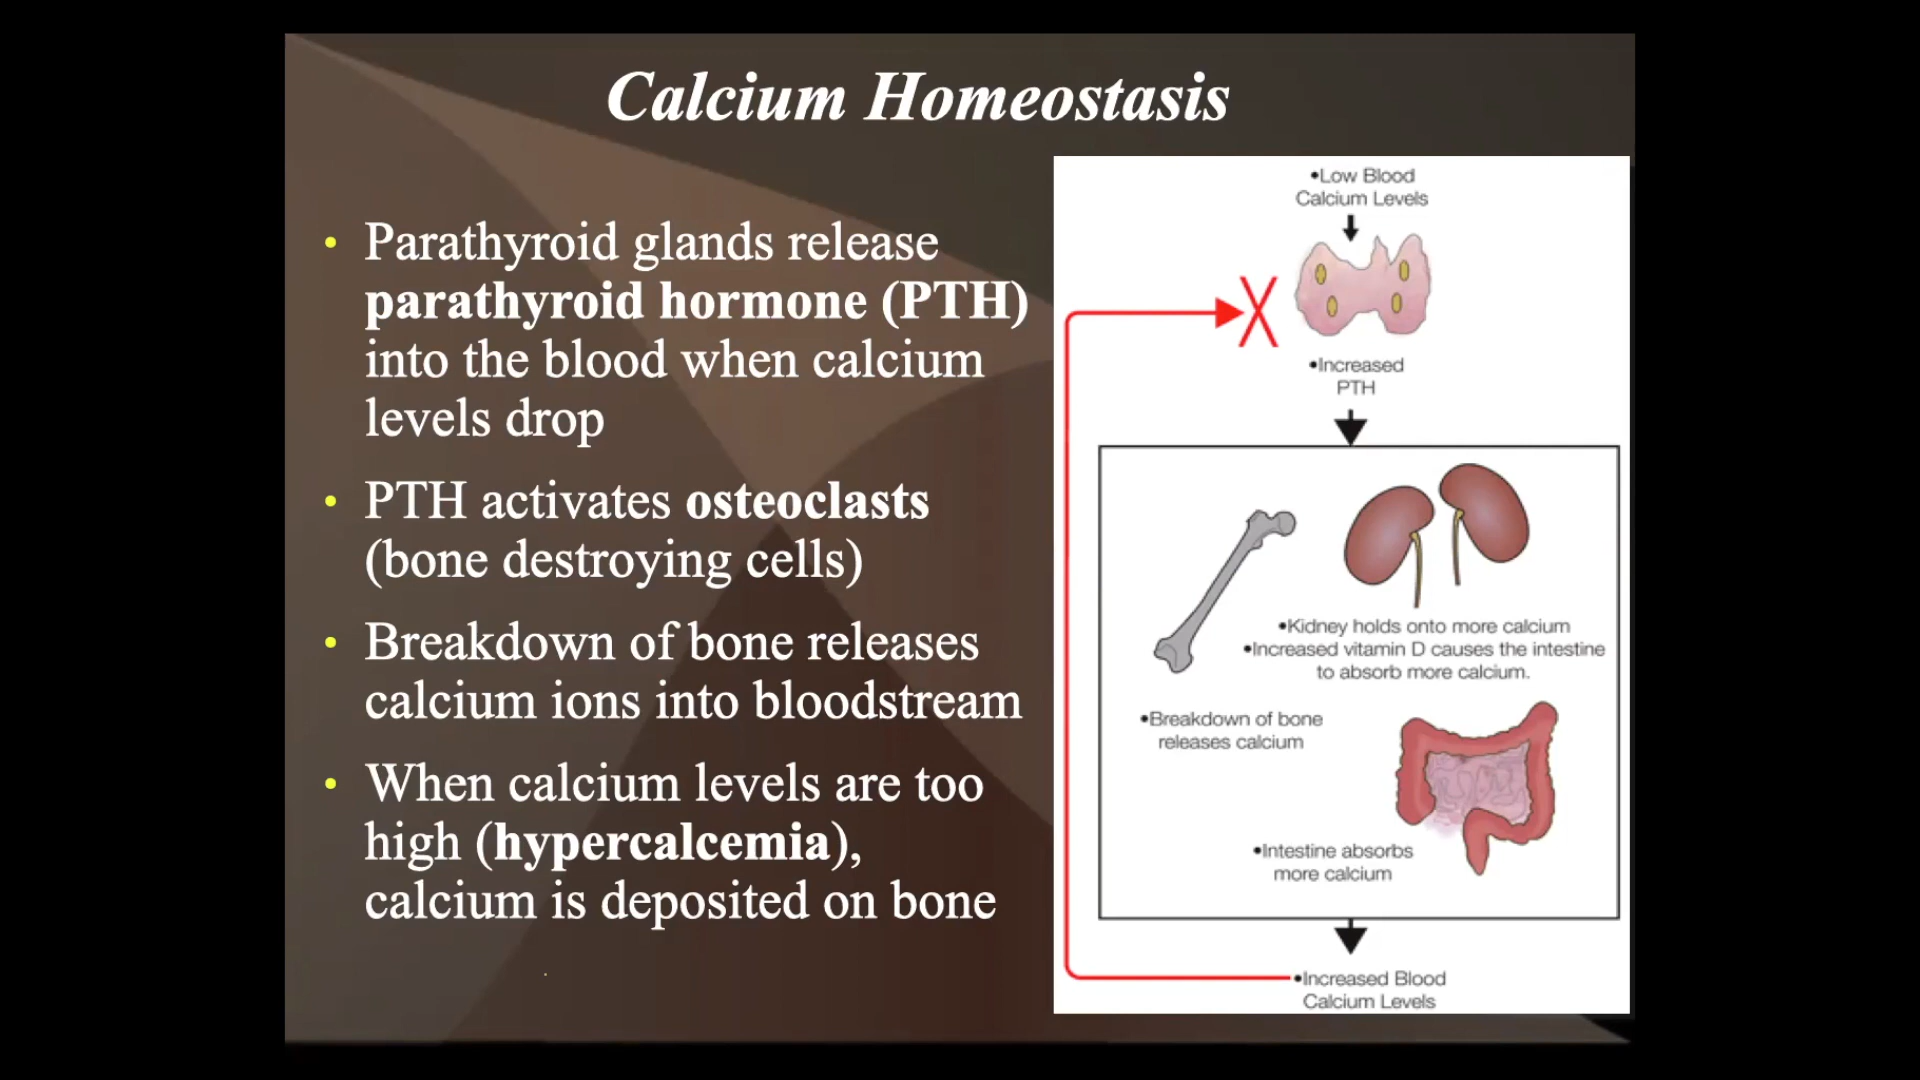 Calcium Homeostasis
• Parathyroid glands release
parathyroid hormone (PTH)
into the blood when calcium
levels drop
• PTH activates osteoclasts
(bone destroying cells)
• Breakdown of bone releases
calcium ions into bloodstream
• When calcium levels are too
high (hypercalcemia),
calcium is deposited on bone
•Low Blood
Calcium Levels
•Increased
PTH
•Kidney holds onto more calcium
•Increased vitamin D causes the intestine
to absorb more calcium.
•Breakdown of bone
releases calcium
•Intestine absorbs
more calcium
•Increased Blood
Calcium Levels